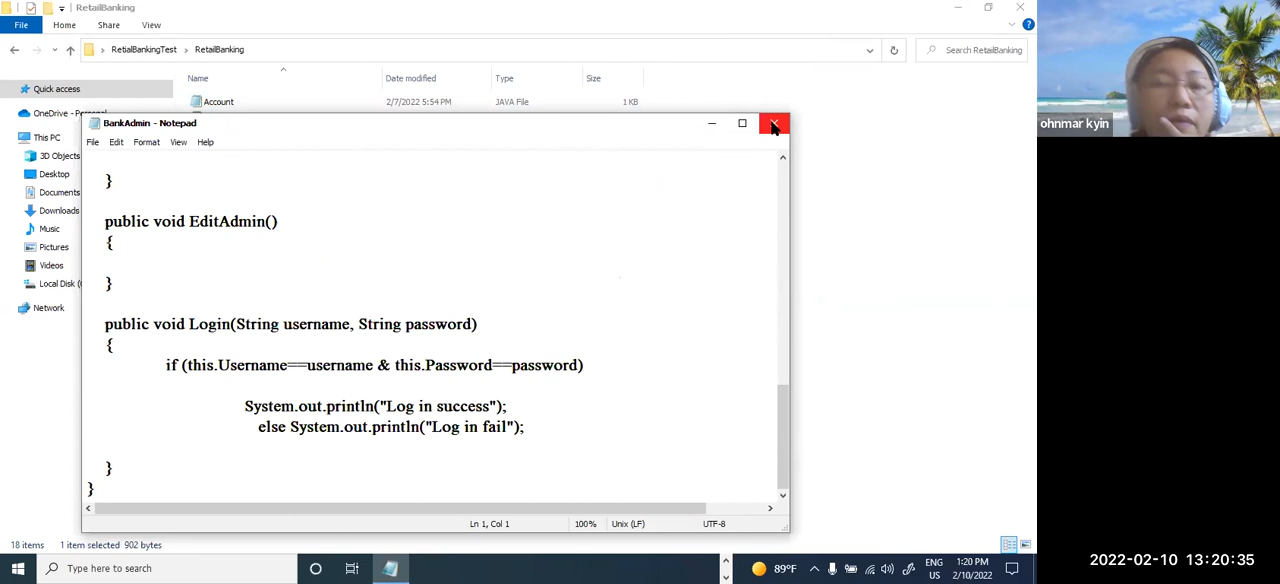 RetailBanking
File Home Share View
RetialBankingTest RetailBanking
Search RetailBanking
Name Date modified Type Size
Quick access
OneDrive - Personal
This PC
3D Objects
Desktop
Documents
Downloads
Music
Pictures
Videos
Local Disk (
Network
Account 2/7/2022 5:54 PM JAVA File 1 KB
BankAdmin - Notepad
File Edit Format View Help
}
public void EditAdmin()
{
}
public void Login(String username, String password)
{
if (this.Username==username & this.Password==password)
System.out.println("Log in success");
else System.out.println("Log in fail");
}
}
Ln 1, Col 1 100% Unix (LF) UTF-8
18 items 1 item selected 902 bytes
Type here to search
89°F
ENG
US
1:20 PM
2/10/2022
ohnmar kyin
2022-02-10 13:20:35